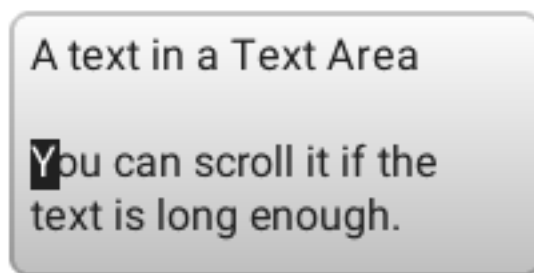 A text in a Text Area
You can scroll it if the
text is long enough.